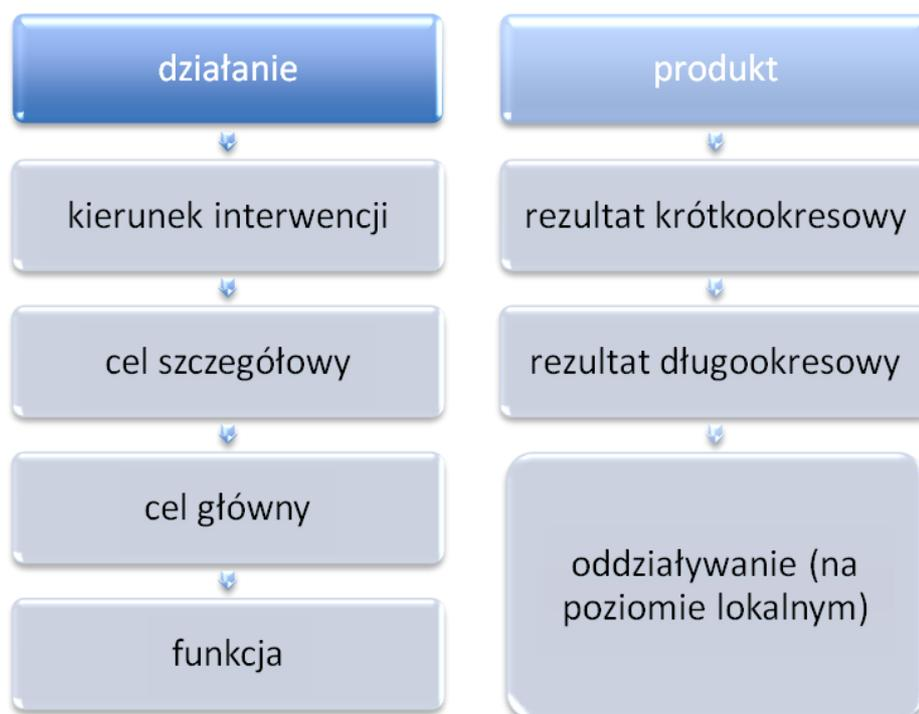 działanie
kierunek interwencji
cel szczegółowy
cel główny
funkcja
produkt
rezultat krótkookresowy
rezultat długookresowy
oddziaływanie (na
poziomie lokalnym)